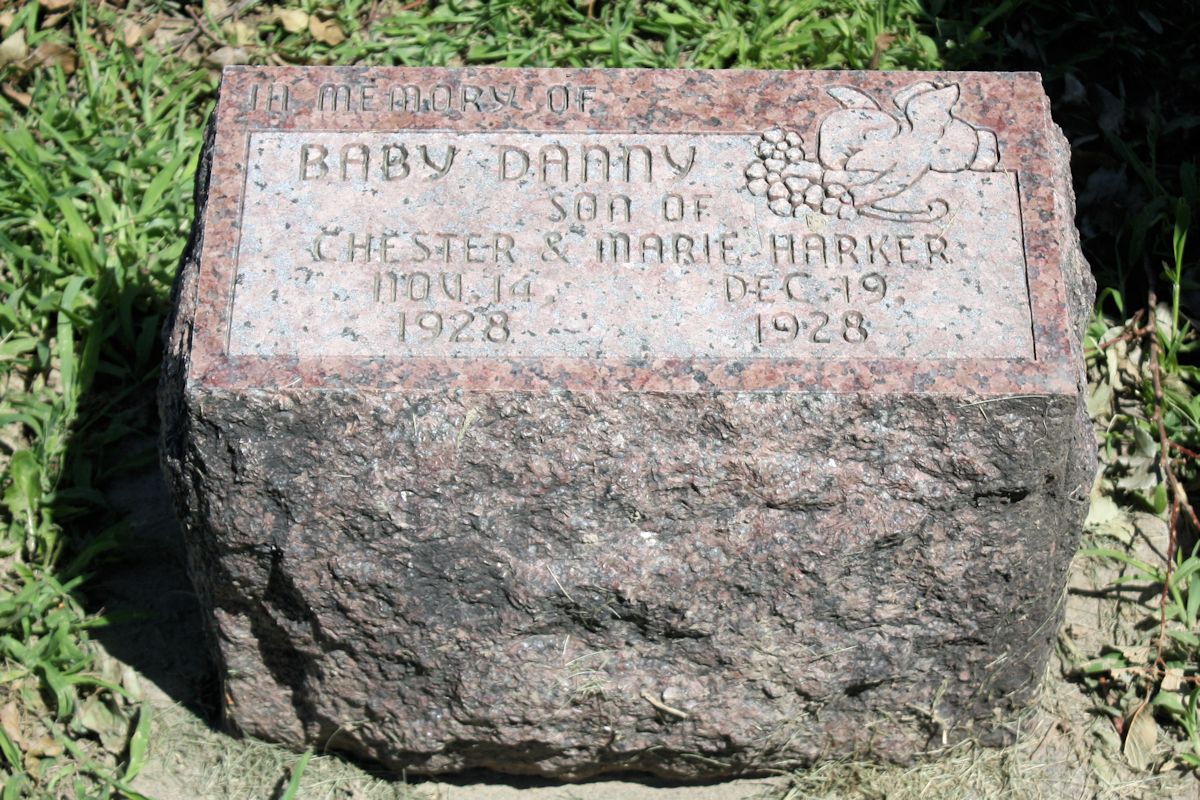 IN MEMORY OF
BABY DANNY
SON OF
CHESTER & MARIE HARKER
NOV. 14, DEC. 19,
1928 1928